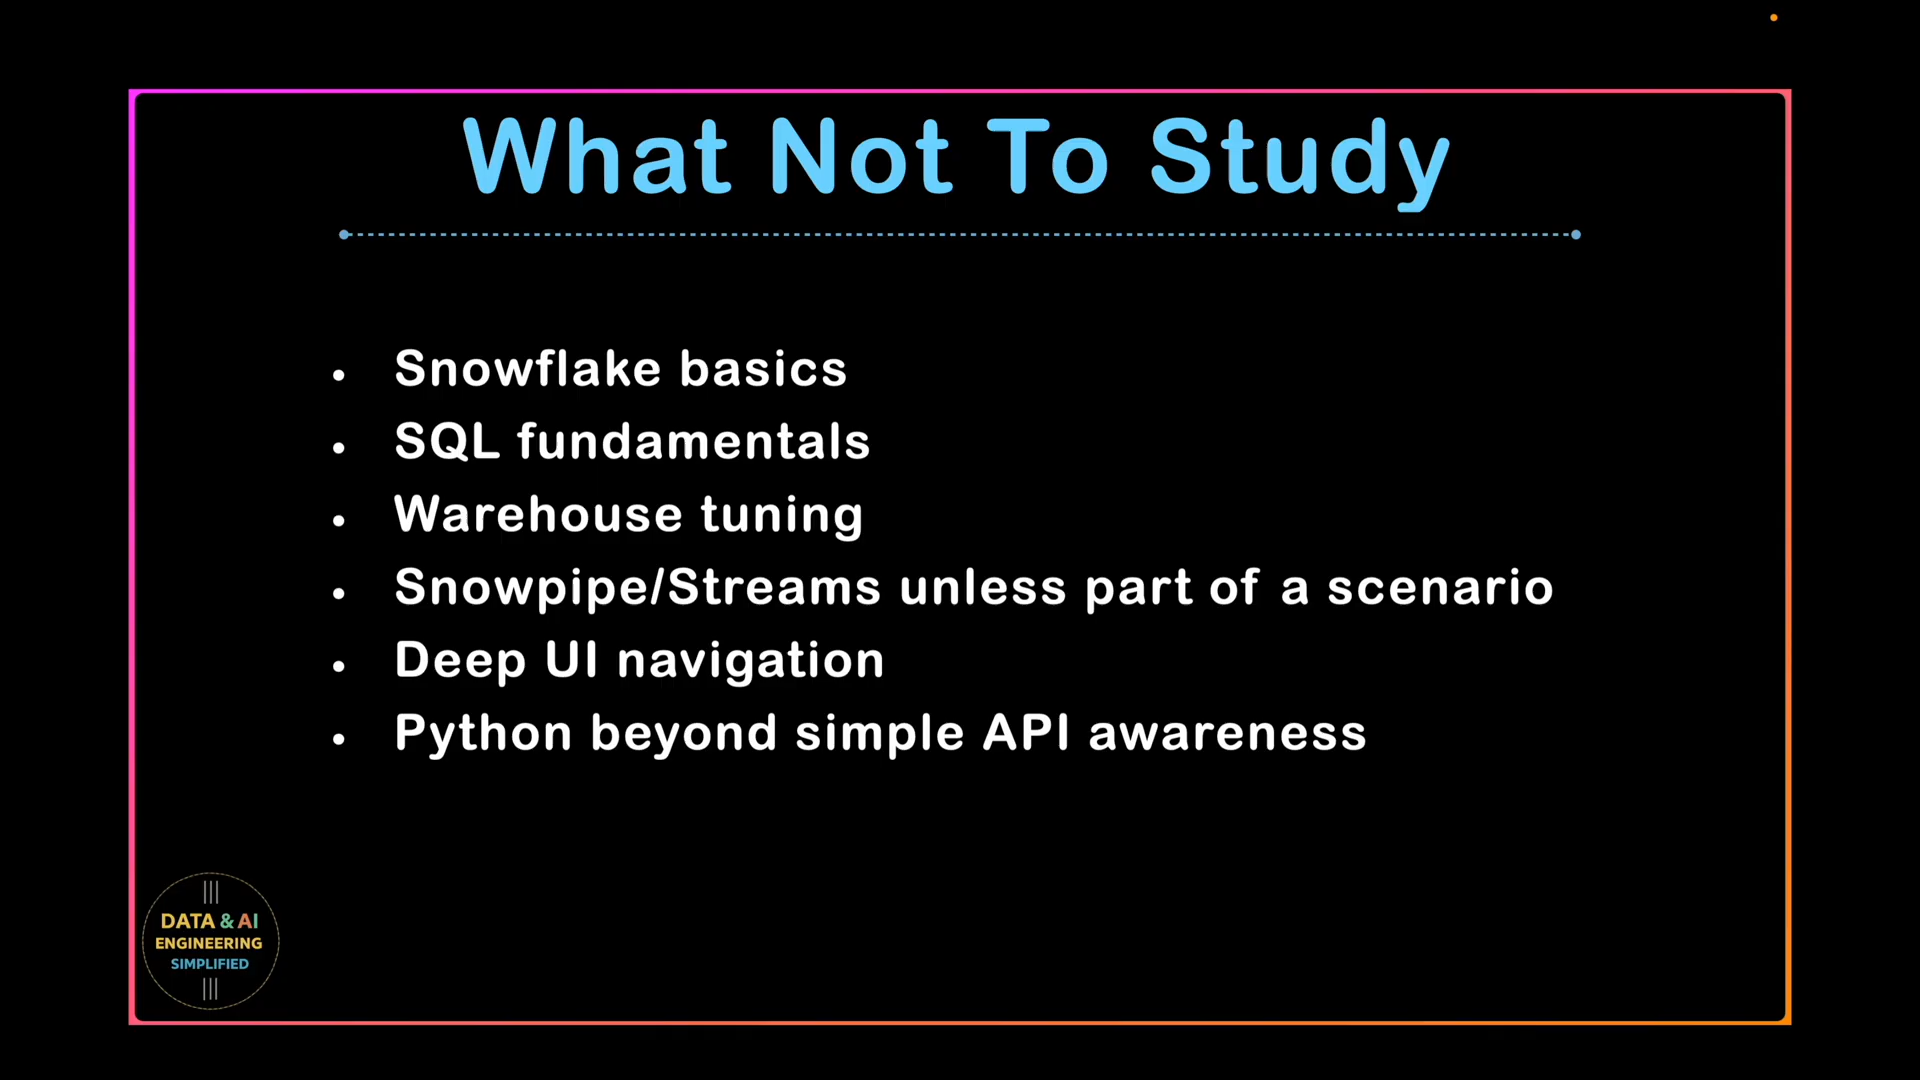 What Not To Study
• Snowflake basics
• SQL fundamentals
• Warehouse tuning
• Snowpipe/Streams unless part of a scenario
• Deep UI navigation
• Python beyond simple API awareness
DATA & AI
ENGINEERING
SIMPLIFIED